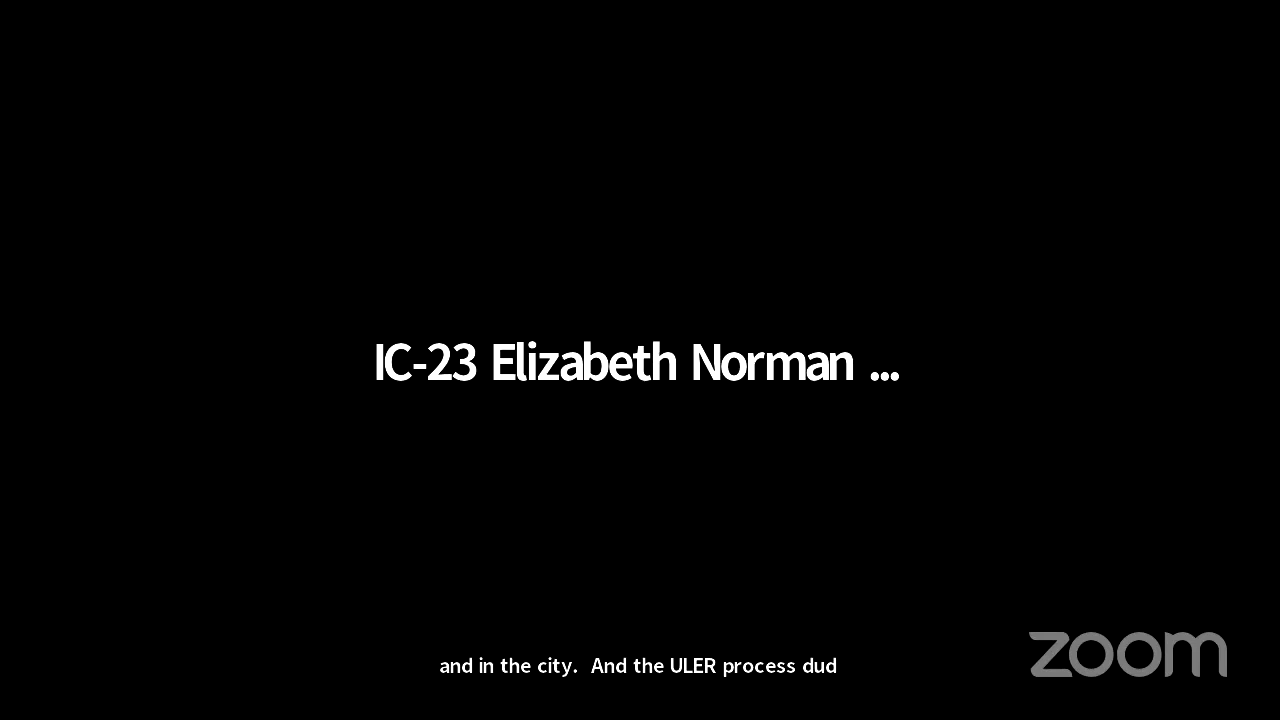 IC-23 Elizabeth Norman ...
and in the city.  And the ULER process dud
zoom